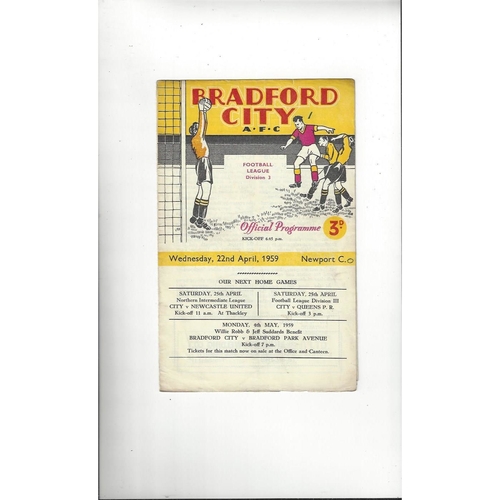 BRADFORD
CITY
A·F·C
FOOTBALL
LEAGUE
Division 3
Official Programme
3D.
KICK-OFF 6.45 p.m.
Wednesday, 22nd April, 1959 Newport C.
OUR NEXT HOME GAMES
SATURDAY, 25th APRIL
Northern Intermediate League
CITY v NEWCASTLE UNITED
Kick-off 11 a.m. At Thackley
SATURDAY, 25th APRIL
Football League Division III
CITY v QUEENS P. R.
Kick-off 3 p.m.
MONDAY, 4th MAY, 1959
Willie Robb & Jeff Suddards Benefit
BRADFORD CITY v BRADFORD PARK AVENUE
Kick-off 7 p.m.
Tickets for this match now on sale at the Office and Canteen.